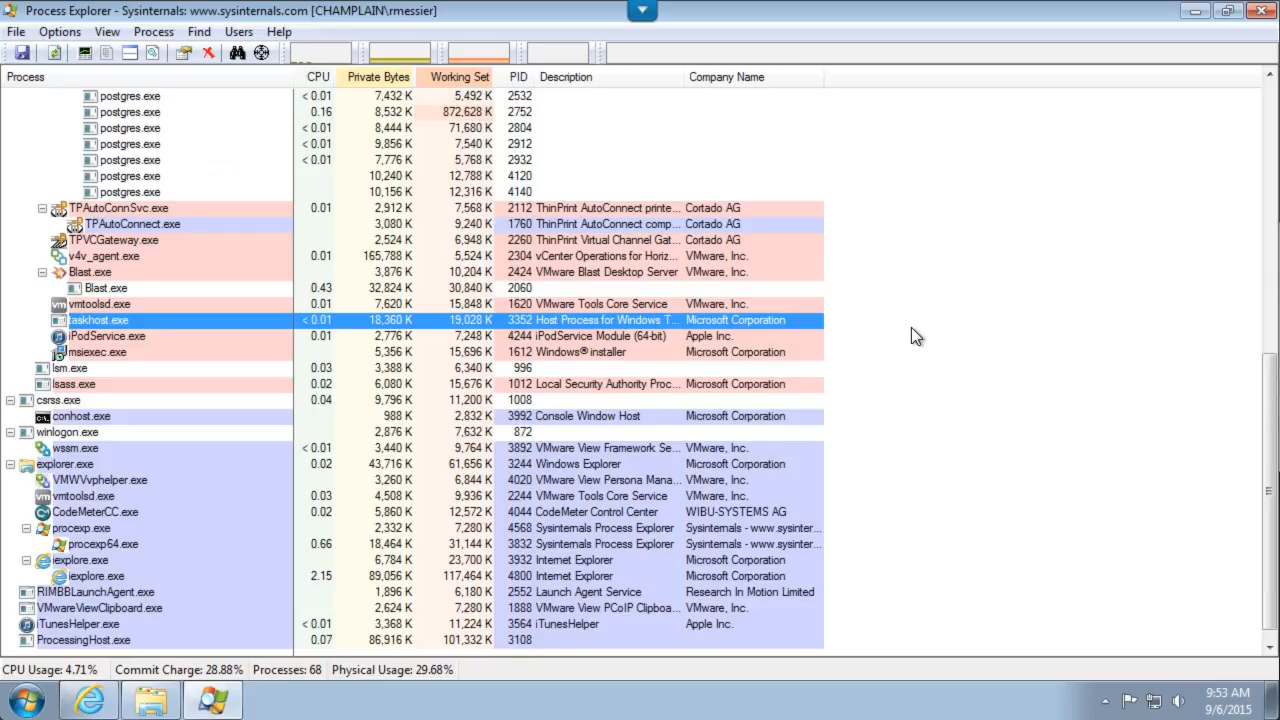 Process Explorer - Sysinternals: www.sysinternals.com [CHAMPLAIN\rmessier]
File Options View Process Find Users Help
Process CPU Private Bytes Working Set PID Description Company Name
postgres.exe < 0.01 7,432 K 5,492 K 2532
postgres.exe 0.16 8,532 K 872,628 K 2752
postgres.exe < 0.01 8,444 K 71,680 K 2804
postgres.exe < 0.01 9,856 K 7,540 K 2912
postgres.exe < 0.01 7,776 K 5,768 K 2932
postgres.exe 10,240 K 12,788 K 4120
postgres.exe 10,156 K 12,316 K 4140
TPAutoConnSvc.exe 0.01 2,912 K 7,568 K 2112 ThinPrint AutoConnect printe... Cortado AG
TPAutoConnect.exe 3,080 K 9,240 K 1760 ThinPrint AutoConnect comp... Cortado AG
TPVCGateway.exe 2,524 K 6,948 K 2260 ThinPrint Virtual Channel Gat... Cortado AG
v4v_agent.exe 0.01 165,788 K 5,524 K 2304 vCenter Operations for Horiz... VMware, Inc.
Blast.exe 3,876 K 10,204 K 2424 VMware Blast Desktop Server VMware, Inc.
Blast.exe 0.43 32,824 K 30,840 K 2060
vmtoolsd.exe 0.01 7,620 K 15,848 K 1620 VMware Tools Core Service VMware, Inc.
taskhost.exe < 0.01 18,360 K 19,028 K 3352 Host Process for Windows T... Microsoft Corporation
iPodService.exe 0.01 2,776 K 7,248 K 4244 iPodService Module (64-bit) Apple Inc.
msiexec.exe 5,356 K 15,696 K 1612 Windows® installer Microsoft Corporation
lsm.exe 0.03 3,388 K 6,340 K 996
lsass.exe 0.02 6,080 K 15,676 K 1012 Local Security Authority Proc... Microsoft Corporation
csrss.exe 0.04 9,796 K 11,200 K 1008
conhost.exe 988 K 2,832 K 3992 Console Window Host Microsoft Corporation
winlogon.exe 2,876 K 7,632 K 872
wssm.exe < 0.01 3,440 K 9,764 K 3892 VMware View Framework Se... VMware, Inc.
explorer.exe 0.02 43,716 K 61,656 K 3244 Windows Explorer Microsoft Corporation
VMWVvphelper.exe 3,260 K 6,844 K 4020 VMware View Persona Mana... VMware, Inc.
vmtoolsd.exe 0.03 4,508 K 9,936 K 2244 VMware Tools Core Service VMware, Inc.
CodeMeterCC.exe 0.02 5,860 K 12,572 K 4044 CodeMeter Control Center WIBU-SYSTEMS AG
procexp.exe 2,332 K 7,280 K 4568 Sysinternals Process Explorer Sysinternals - www.sysinter...
procexp64.exe 0.66 18,464 K 31,144 K 3832 Sysinternals Process Explorer Sysinternals - www.sysinter...
iexplore.exe 6,784 K 23,700 K 3932 Internet Explorer Microsoft Corporation
iexplore.exe 2.15 89,056 K 117,464 K 4800 Internet Explorer Microsoft Corporation
RIMBBLaunchAgent.exe 1,896 K 6,180 K 2552 Launch Agent Service Research In Motion Limited
VMwareViewClipboard.exe 2,624 K 7,280 K 1888 VMware View PCoIP Clipboa... VMware, Inc.
iTunesHelper.exe < 0.01 3,368 K 11,224 K 3564 iTunesHelper Apple Inc.
ProcessingHost.exe 0.07 86,916 K 101,332 K 3108
CPU Usage: 4.71% Commit Charge: 28.88% Processes: 68 Physical Usage: 29.68%
9:53 AM
9/6/2015